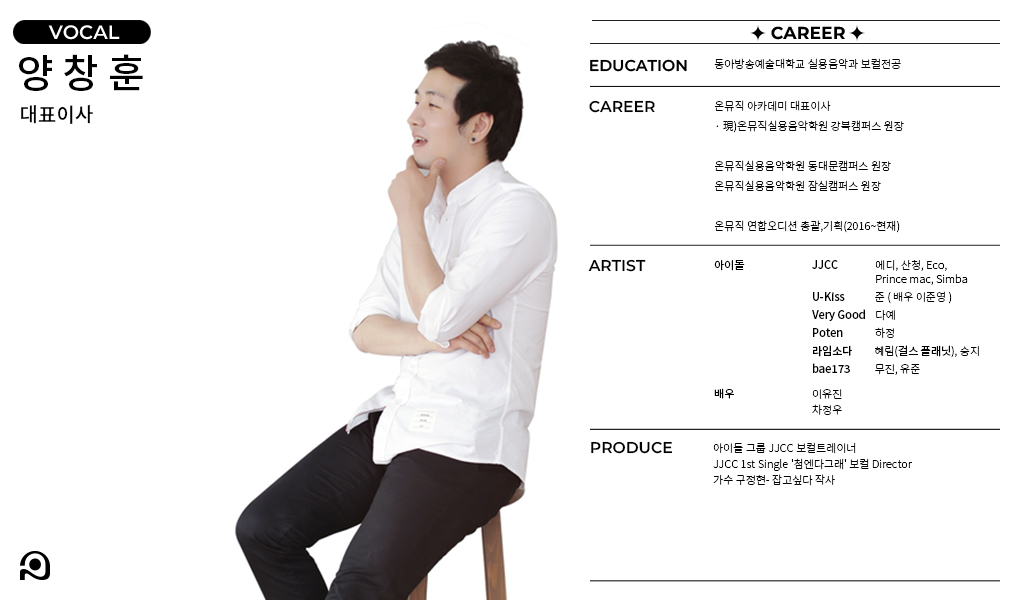 VOCAL
양창훈
대표이사
✦ CAREER ✦
EDUCATION 동아방송예술대학교 실용음악과 보컬전공
CAREER 온뮤직 아카데미 대표이사
· 現)온뮤직실용음악학원 강북캠퍼스 원장
온뮤직실용음악학원 동대문캠퍼스 원장
온뮤직실용음악학원 잠실캠퍼스 원장
온뮤직 연합오디션 총괄,기획(2016~현재)
ARTIST 아이돌 JJCC 에디, 산청, Eco,
Prince mac, Simba
U-KIss 준 ( 배우 이준영 )
Very Good 다예
Poten 하정
라임소다 혜림(걸스 플래닛), 승지
bae173 무진, 유준
배우 이유진
차정우
PRODUCE 아이돌 그룹 JJCC 보컬트레이너
JJCC 1st Single '첨엔다그래' 보컬 Director
가수 구정현- 잡고싶다 작사